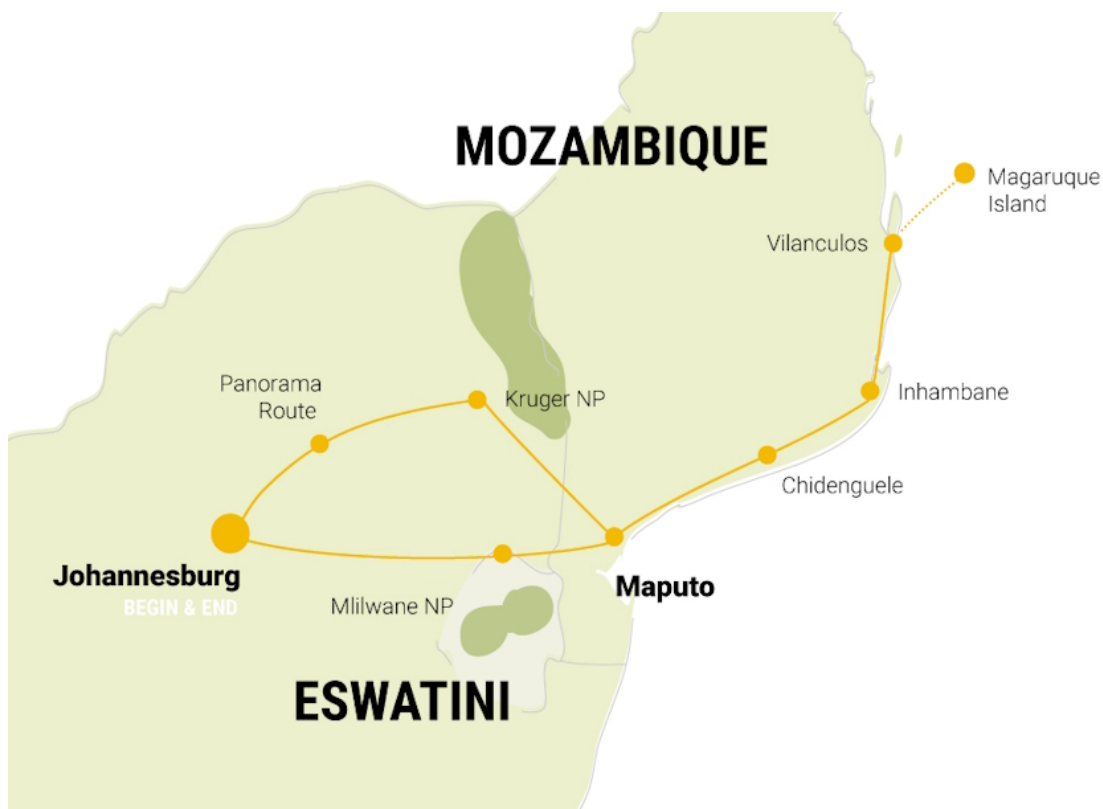 MOZAMBIQUE
Magaruque
Island
Vilanculos
Panorama
Route
Kruger NP
Inhambane
Chidenguele
Johannesburg
BEGIN & END
Mlilwane NP
Maputo
ESWATINI